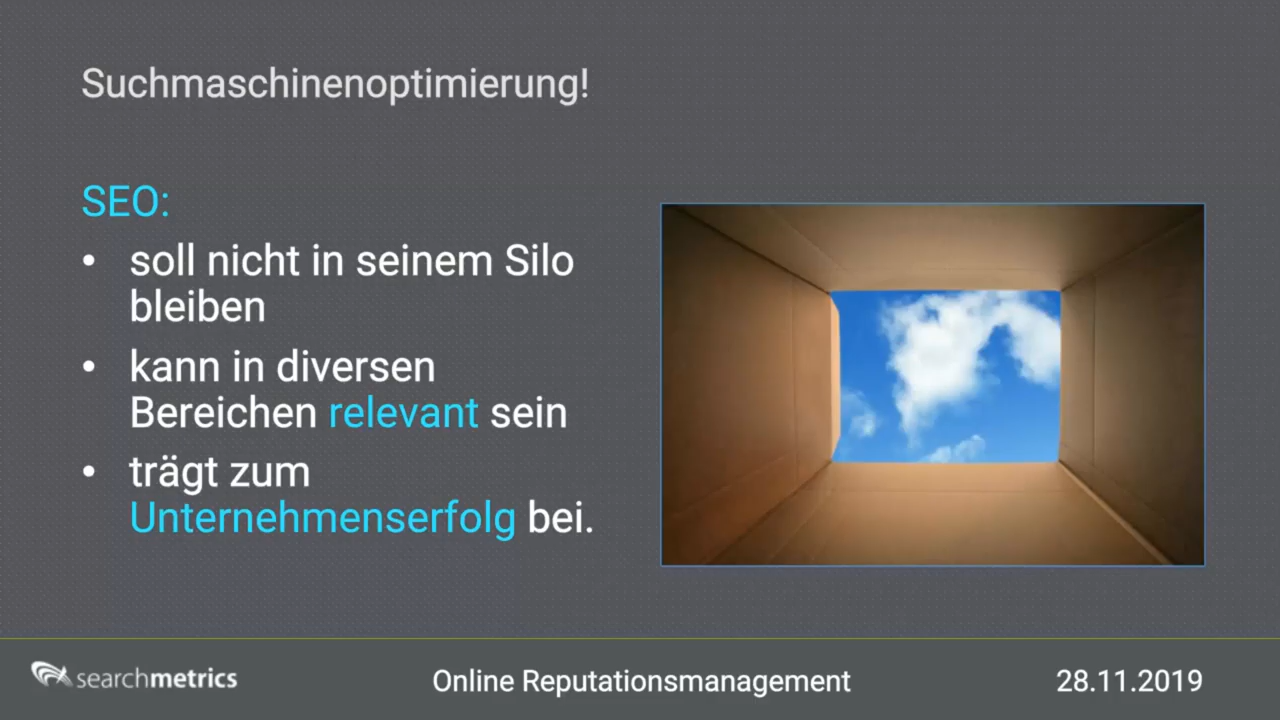 Suchmaschinenoptimierung!
SEO:
• soll nicht in seinem Silo
bleiben
• kann in diversen
Bereichen relevant sein
• trägt zum
Unternehmenserfolg bei.
searchmetrics
Online Reputationsmanagement
28.11.2019